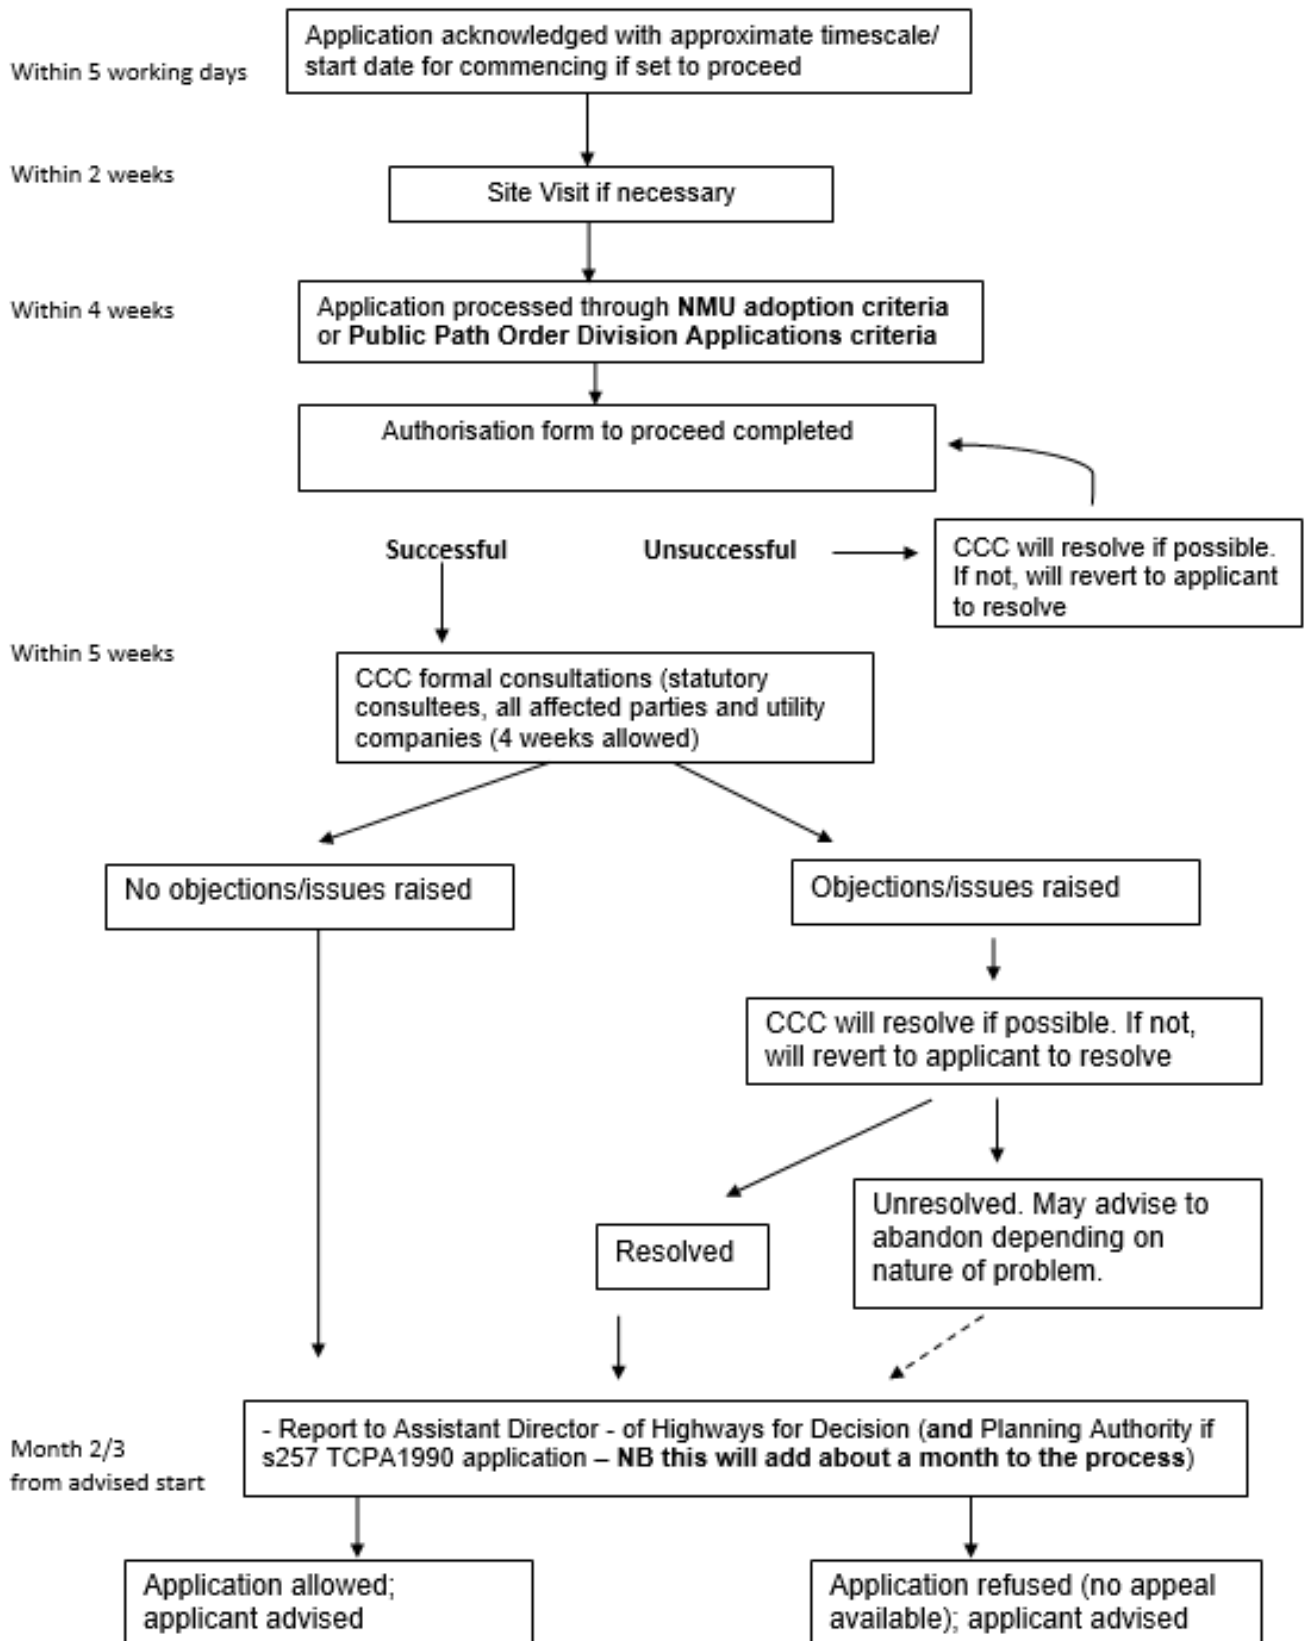 Application acknowledged with approximate timescale/
start date for commencing if set to proceed
Within 5 working days
Within 2 weeks
Site Visit if necessary
Within 4 weeks
Application processed through NMU adoption criteria
or Public Path Order Division Applications criteria
Authorisation form to proceed completed
Successful
Unsuccessful
CCC will resolve if possible.
If not, will revert to applicant
to resolve
Within 5 weeks
CCC formal consultations (statutory
consultees, all affected parties and utility
companies (4 weeks allowed)
No objections/issues raised
Objections/issues raised
CCC will resolve if possible. If not,
will revert to applicant to resolve
Resolved
Unresolved. May advise to
abandon depending on
nature of problem.
Month 2/3
from advised start
- Report to Assistant Director - of Highways for Decision (and Planning Authority if
s257 TCPA1990 application – NB this will add about a month to the process)
Application allowed;
applicant advised
Application refused (no appeal
available); applicant advised